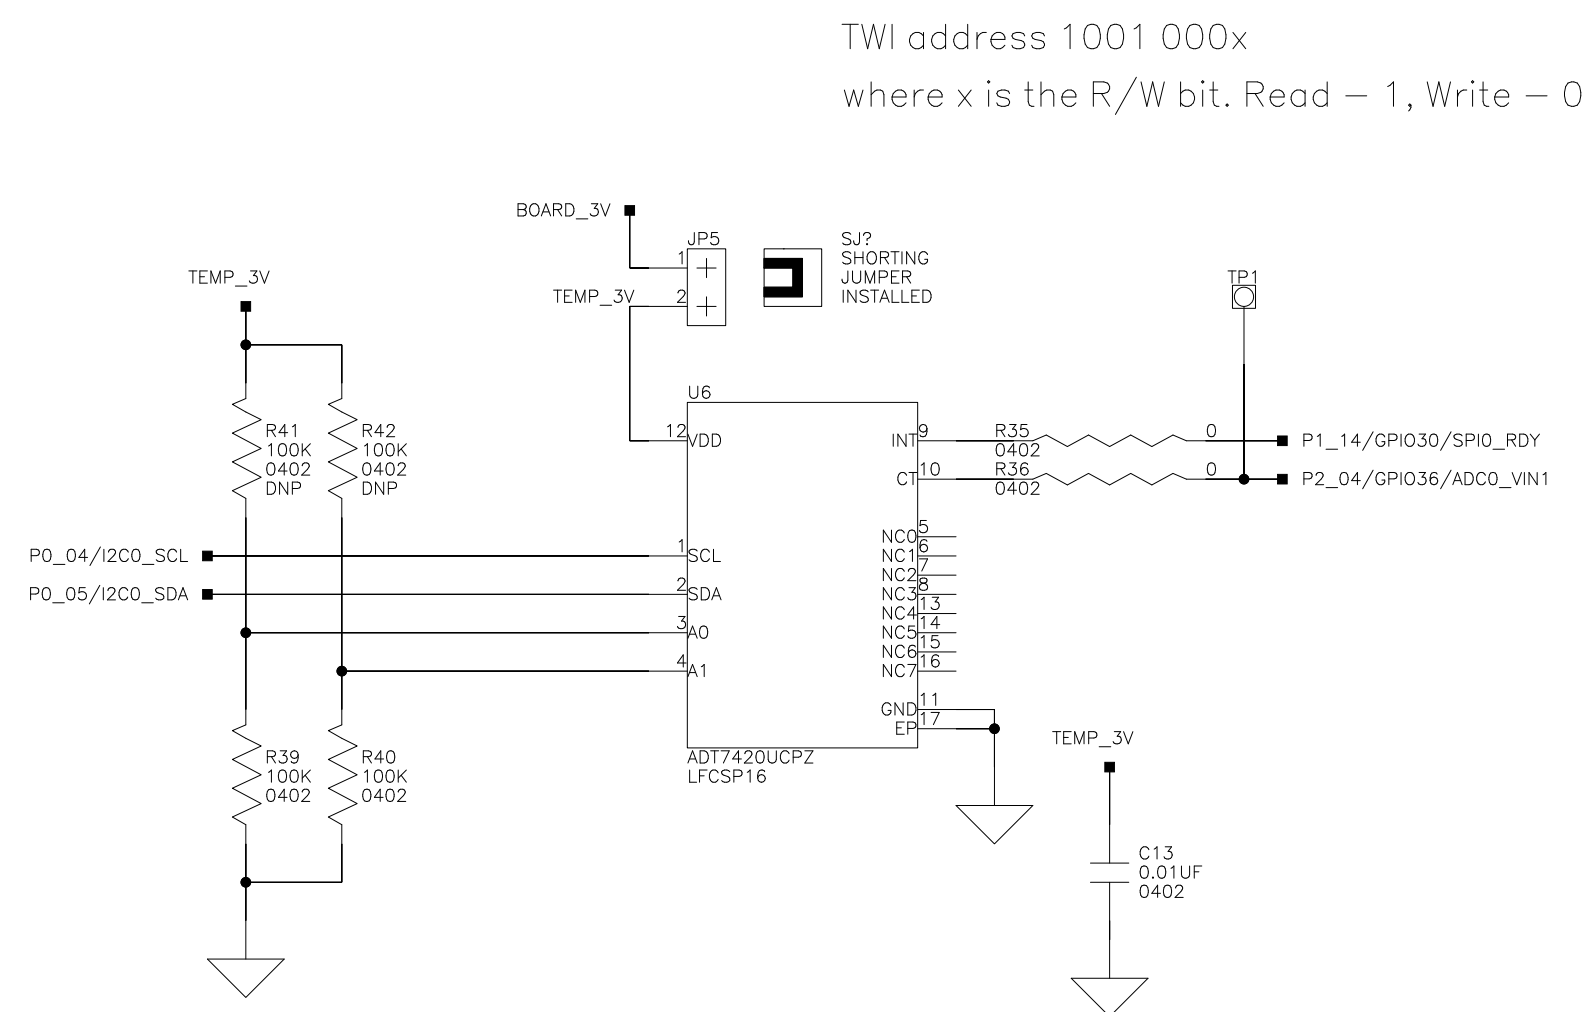 TWI address 1001 000x
where x is the R/W bit. Read – 1, Write – 0
BOARD_3V
JP5
1
TEMP_3V
2
SJ?
SHORTING
JUMPER
INSTALLED
TEMP_3V
TP1
R41
100K
0402
DNP
R42
100K
0402
DNP
U6
12 VDD
INT 9
R35
0402
0
P1_14/GPIO30/SPI0_RDY
CT 10
R36
0402
0
P2_04/GPIO36/ADC0_VIN1
P0_04/I2C0_SCL
1 SCL
P0_05/I2C0_SDA
2 SDA
3 A0
4 A1
NC0 5
NC1 6
NC2 7
NC3 8
NC4 13
NC5 14
NC6 15
NC7 16
GND 11
EP 17
ADT7420UCPZ
LFCSP16
R39
100K
0402
R40
100K
0402
TEMP_3V
C13
0.01UF
0402